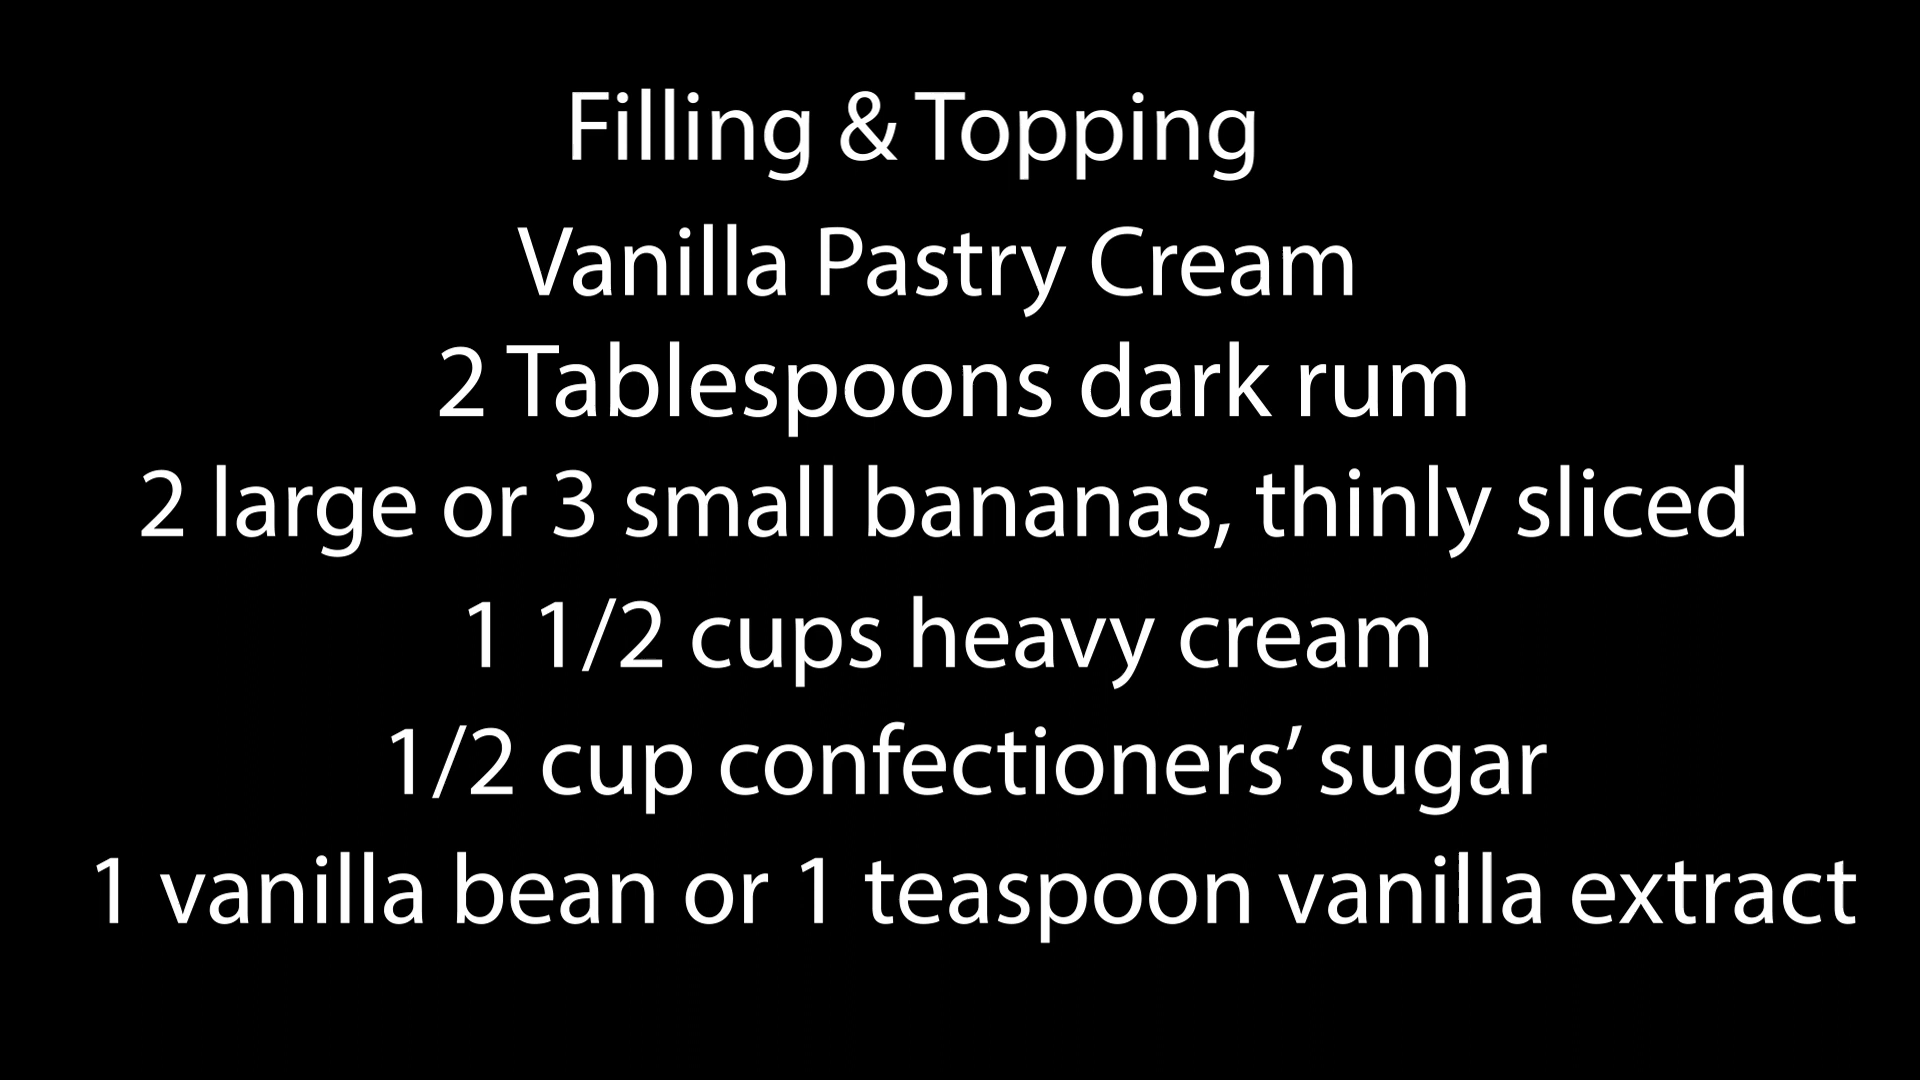 Filling & Topping
Vanilla Pastry Cream
2 Tablespoons dark rum
2 large or 3 small bananas, thinly sliced
1 1/2 cups heavy cream
1/2 cup confectioners’ sugar
1 vanilla bean or 1 teaspoon vanilla extract